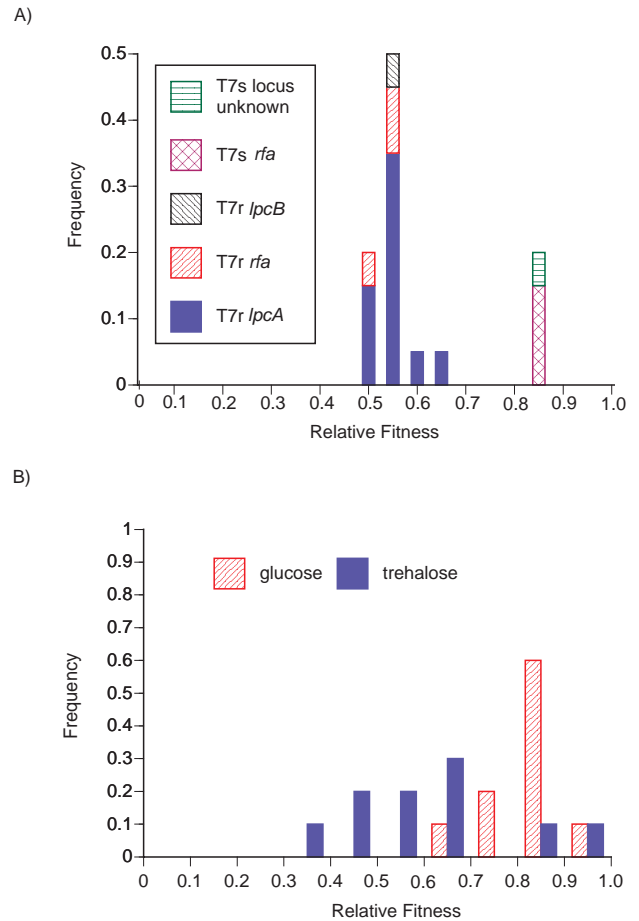 A)
0.5
0.4
0.3
0.2
0.1
0
Frequency
T7s locus
unknown
T7s rfa
T7r lpcB
T7r rfa
T7r lpcA
0 0.1 0.2 0.3 0.4 0.5 0.6 0.7 0.8 0.9 1.0
Relative Fitness
B)
1
0.9
0.8
0.7
0.6
0.5
0.4
0.3
0.2
0.1
0
Frequency
glucose trehalose
0 0.1 0.2 0.3 0.4 0.5 0.6 0.7 0.8 0.9 1.0
Relative Fitness